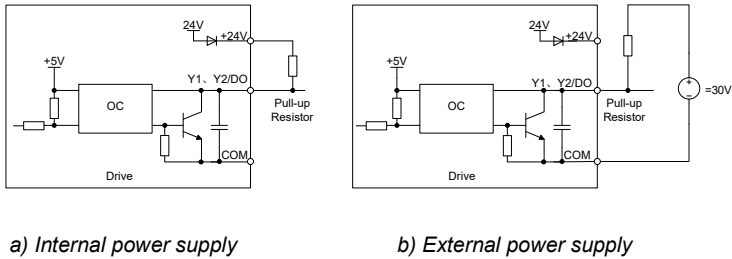 24V
+24V
+5V
Y1、Y2/DO
OC
Pull-up
Resistor
COM
Drive
24V
+24V
+5V
Y1、Y2/DO
OC
Pull-up
Resistor
=30V
COM
Drive
a) Internal power supply
b) External power supply